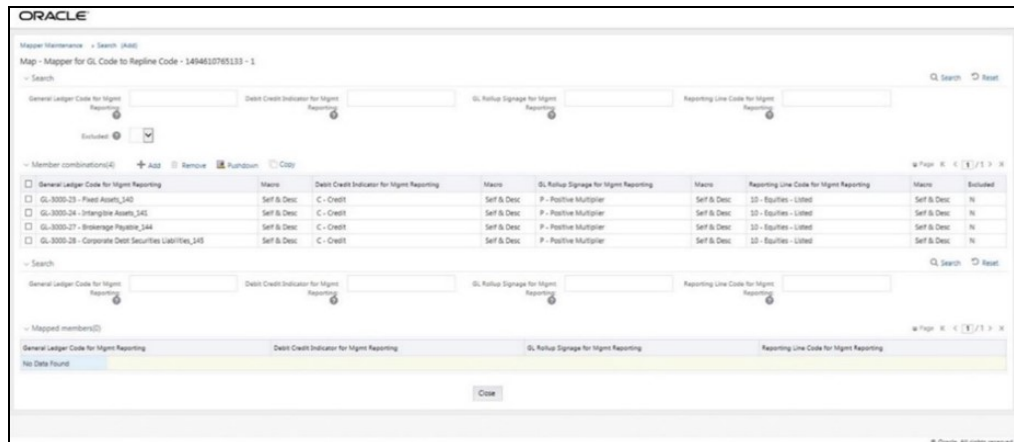 ORACLE
Mapper Maintenance > Search (Add)
Map - Mapper for GL Code to Repline Code - 1494610765133 - 1
Search
Search Reset
General Ledger Code for Mgmt Reporting:
Debit Credit Indicator for Mgmt Reporting:
GL Rollup Signage for Mgmt Reporting:
Reporting Line Code for Mgmt Reporting:
Excluded:
Member combinations(4) Add Remove Pushdown Copy Page 1 / 1
General Ledger Code for Mgmt Reporting Macro Debit Credit Indicator for Mgmt Reporting Macro GL Rollup Signage for Mgmt Reporting Macro Reporting Line Code for Mgmt Reporting Macro Excluded
GL-3000-23 - Fixed Assets_140 Self & Desc C - Credit Self & Desc P - Positive Multiplier Self & Desc 10 - Equities - Listed Self & Desc N
GL-3000-24 - Intangible Assets_141 Self & Desc C - Credit Self & Desc P - Positive Multiplier Self & Desc 10 - Equities - Listed Self & Desc N
GL-3000-27 - Brokerage Payable_144 Self & Desc C - Credit Self & Desc P - Positive Multiplier Self & Desc 10 - Equities - Listed Self & Desc N
GL-3000-28 - Corporate Debt Securities Liabilities_145 Self & Desc C - Credit Self & Desc P - Positive Multiplier Self & Desc 10 - Equities - Listed Self & Desc N
Search
Search Reset
General Ledger Code for Mgmt Reporting:
Debit Credit Indicator for Mgmt Reporting:
GL Rollup Signage for Mgmt Reporting:
Reporting Line Code for Mgmt Reporting:
Mapped members(0) Page 1 / 1
General Ledger Code for Mgmt Reporting Debit Credit Indicator for Mgmt Reporting GL Rollup Signage for Mgmt Reporting Reporting Line Code for Mgmt Reporting
No Data Found
Close
© Oracle. All rights reserved